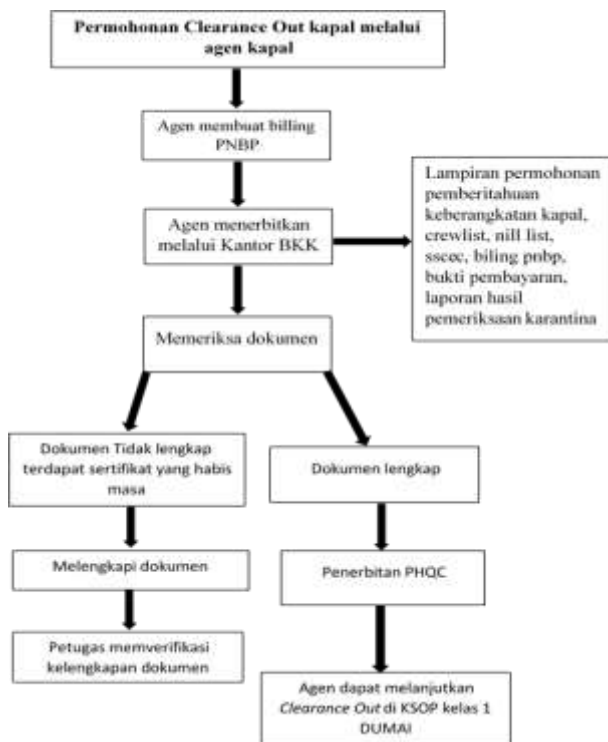 Permohonan Clearance Out kapal melalui
agen kapal
Agen membuat billing
PNBP
Agen menerbitkan
melalui Kantor BKK
Lampiran permohonan
pemberitahuan
keberangkatan kapal,
crewlist, nill list,
sscec, biling pnbp,
bukti pembayaran,
laporan hasil
pemeriksaan karantina
Memeriksa dokumen
Dokumen Tidak lengkap
terdapat sertifikat yang habis
masa
Dokumen lengkap
Melengkapi dokumen
Penerbitan PHQC
Petugas memverifikasi
kelengkapan dokumen
Agen dapat melanjutkan
Clearance Out di KSOP kelas 1
DUMAI